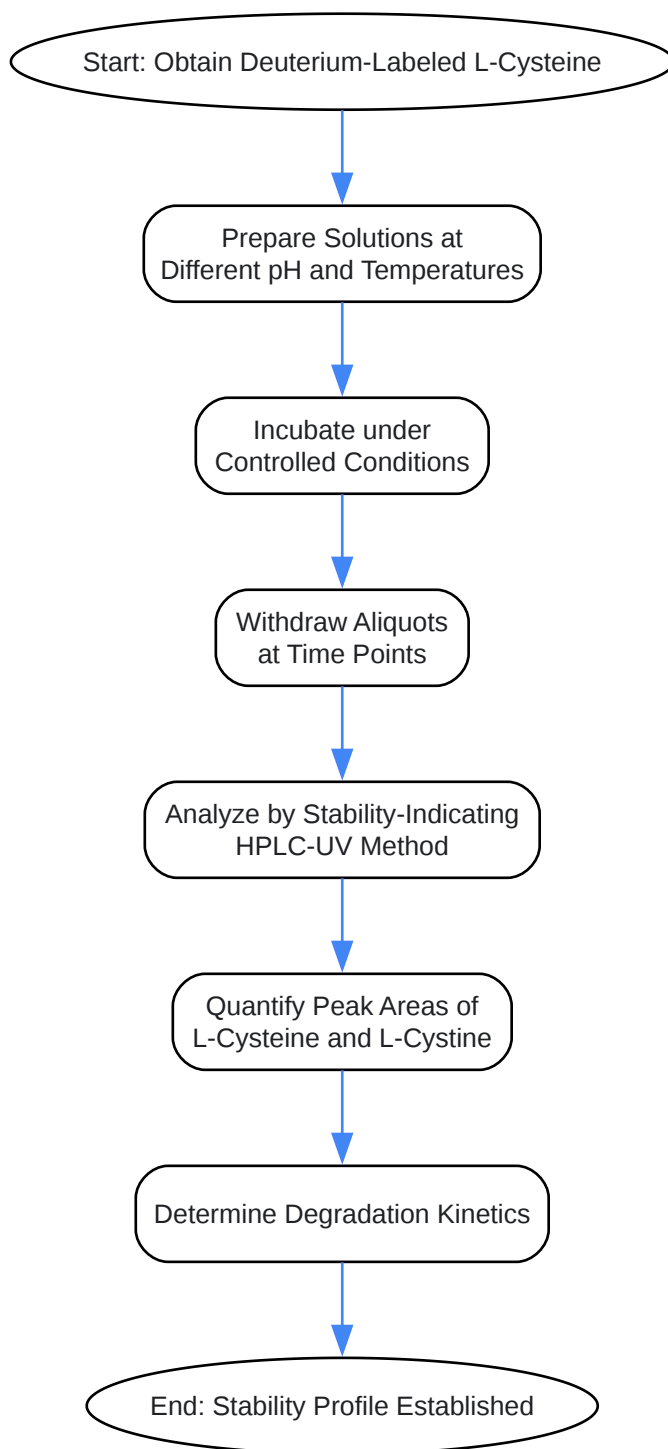 Start: Obtain Deuterium-Labeled L-Cysteine
Prepare Solutions at
Different pH and Temperatures
Incubate under
Controlled Conditions
Withdraw Aliquots
at Time Points
Analyze by Stability-Indicating
HPLC-UV Method
Quantify Peak Areas of
L-Cysteine and L-Cystine
Determine Degradation Kinetics
End: Stability Profile Established